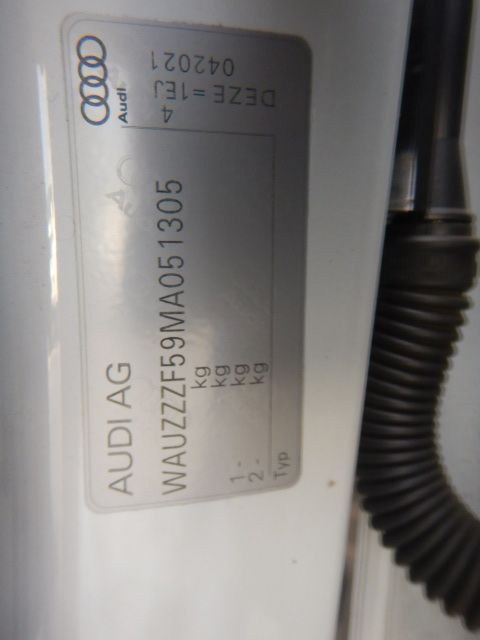 AUDI AG
WAUZZZF59MA051305
kg
kg
1 - kg
2 - kg
Typ
Audi
4
042021
DEZE =1EJ